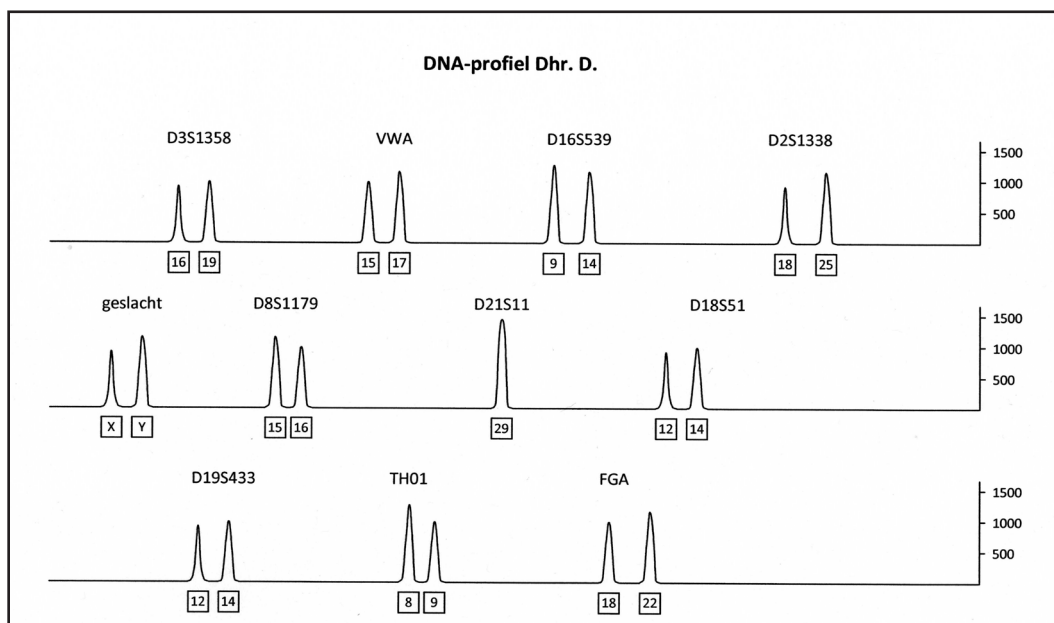 DNA-profiel Dhr. D.
D3S1358 VWA D16S539 D2S1338
1500
1000
500
16 19 15 17 9 14 18 25
geslacht D8S1179 D21S11 D18S51
1500
1000
500
X Y 15 16 29 12 14
D19S433 TH01 FGA
1500
1000
500
12 14 8 9 18 22